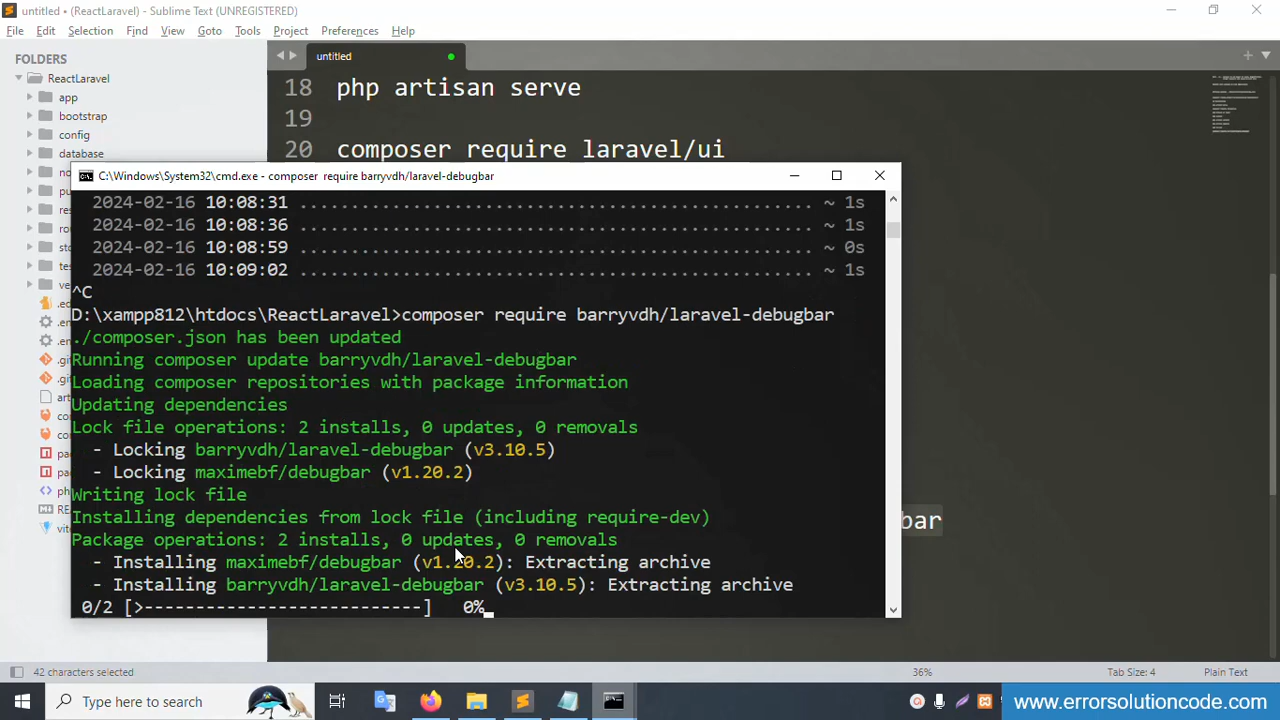 untitled • (ReactLaravel) - Sublime Text (UNREGISTERED)
File Edit Selection Find View Goto Tools Project Preferences Help
FOLDERS
ReactLaravel
app
bootstrap
config
database
untitled
18 php artisan serve
19
20 composer require laravel/ui
C:\Windows\System32\cmd.exe - composer require barryvdh/laravel-debugbar
2024-02-16 10:08:31 .................................................. ~ 1s
2024-02-16 10:08:36 .................................................. ~ 1s
2024-02-16 10:08:59 .................................................. ~ 0s
2024-02-16 10:09:02 .................................................. ~ 1s
^C
D:\xampp812\htdocs\ReactLaravel>composer require barryvdh/laravel-debugbar
./composer.json has been updated
Running composer update barryvdh/laravel-debugbar
Loading composer repositories with package information
Updating dependencies
Lock file operations: 2 installs, 0 updates, 0 removals
- Locking barryvdh/laravel-debugbar (v3.10.5)
- Locking maximebf/debugbar (v1.20.2)
Writing lock file
Installing dependencies from lock file (including require-dev)
Package operations: 2 installs, 0 updates, 0 removals
- Installing maximebf/debugbar (v1.20.2): Extracting archive
- Installing barryvdh/laravel-debugbar (v3.10.5): Extracting archive
0/2 [>---------------------------] 0%
bar
42 characters selected
36%
Tab Size: 4
Plain Text
Type here to search
www.errorsolutioncode.com